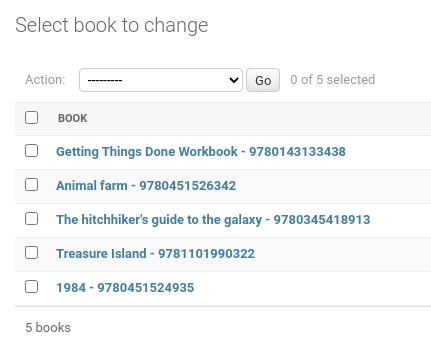 Select book to change
Action: --------- Go 0 of 5 selected
BOOK
Getting Things Done Workbook - 9780143133438
Animal farm - 9780451526342
The hitchhiker's guide to the galaxy - 9780345418913
Treasure Island - 9781101990322
1984 - 9780451524935
5 books